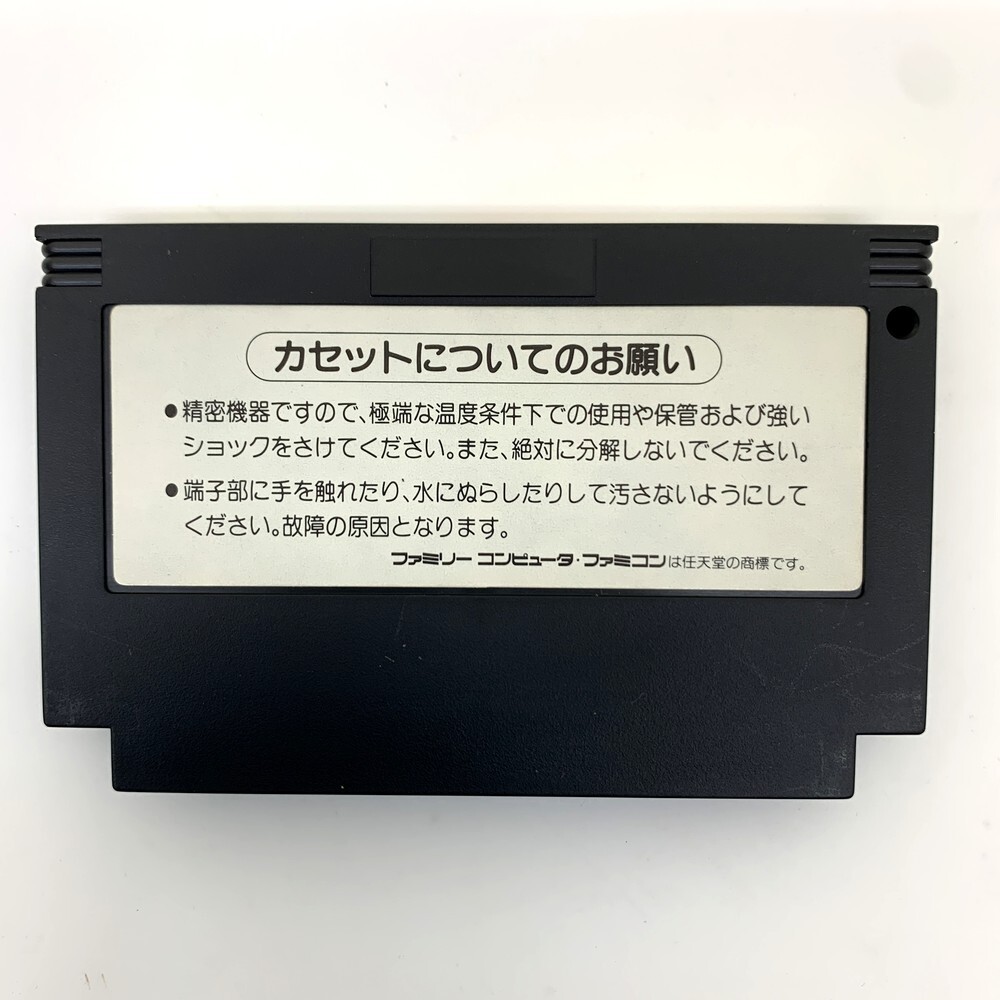 カセットについてのお願い
●精密機器ですので、極端な温度条件下での使用や保管および強い
ショックをさけてください。また、絶対に分解しないでください。
●端子部に手を触れたり、水にぬらしたりして汚さないようにして
ください。故障の原因となります。
ファミリー コンピュータ・ファミコンは任天堂の商標です。